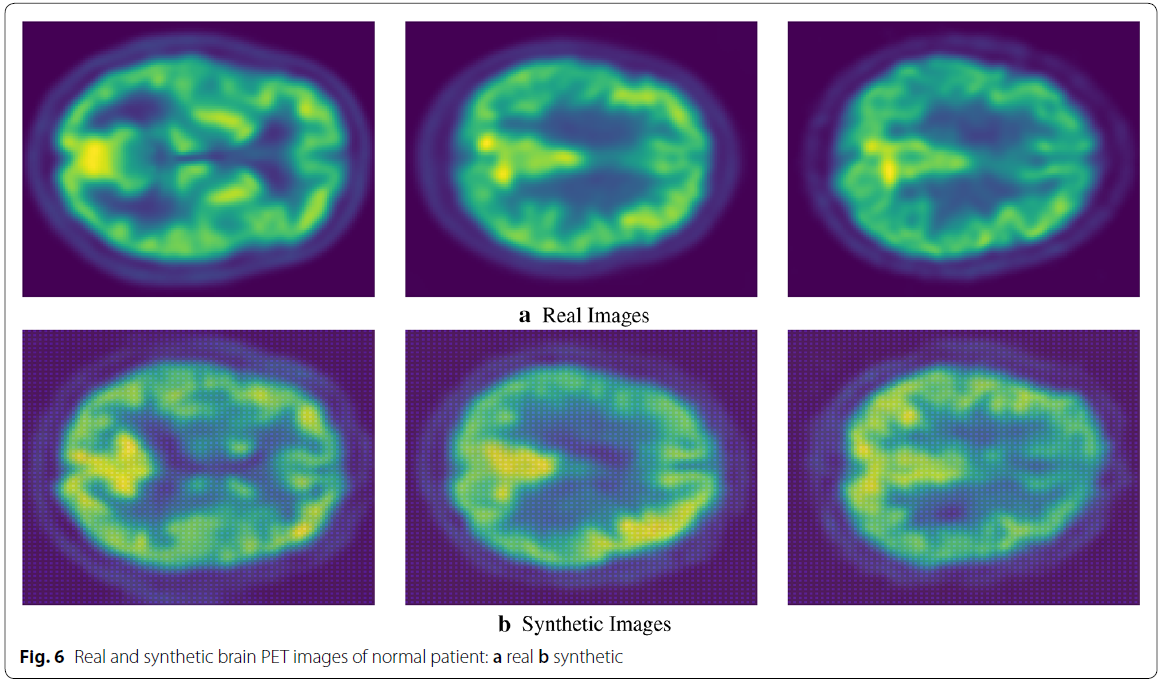 a Real Images
b Synthetic Images
Fig. 6 Real and synthetic brain PET images of normal patient: a real b synthetic